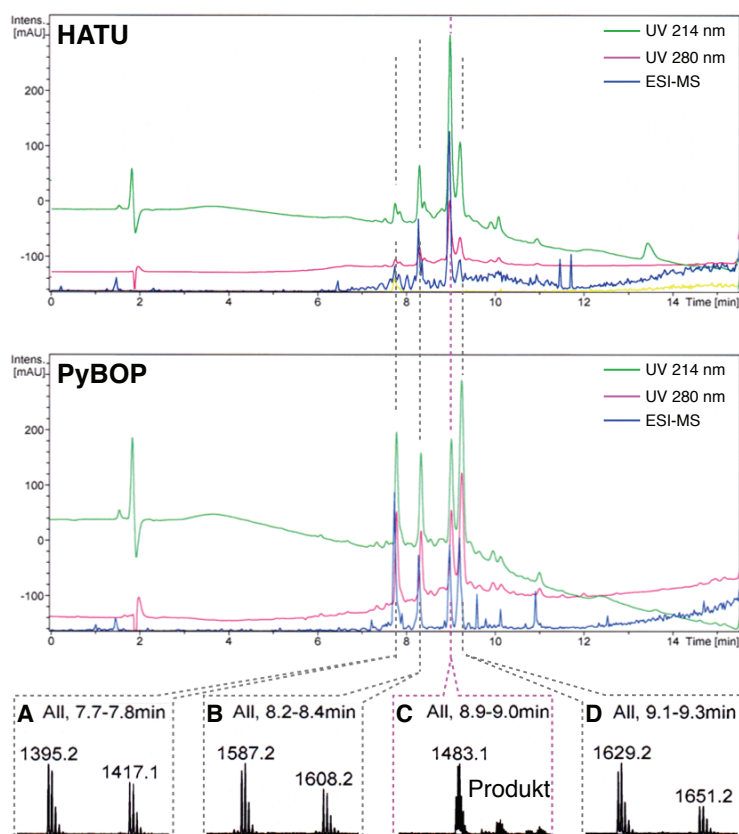 Intens.
[mAU]
HATU
UV 214 nm
UV 280 nm
ESI-MS
300
200
100
0
-100
0 2 4 6 8 10 12 14 Time [min]
Intens.
[mAU]
PyBOP
UV 214 nm
UV 280 nm
ESI-MS
200
100
0
-100
0 2 4 6 8 10 12 14 Time [min]
A All, 7.7-7.8min
1395.2
1417.1
B All, 8.2-8.4min
1587.2
1608.2
C All, 8.9-9.0min
1483.1
Produkt
D All, 9.1-9.3min
1629.2
1651.2